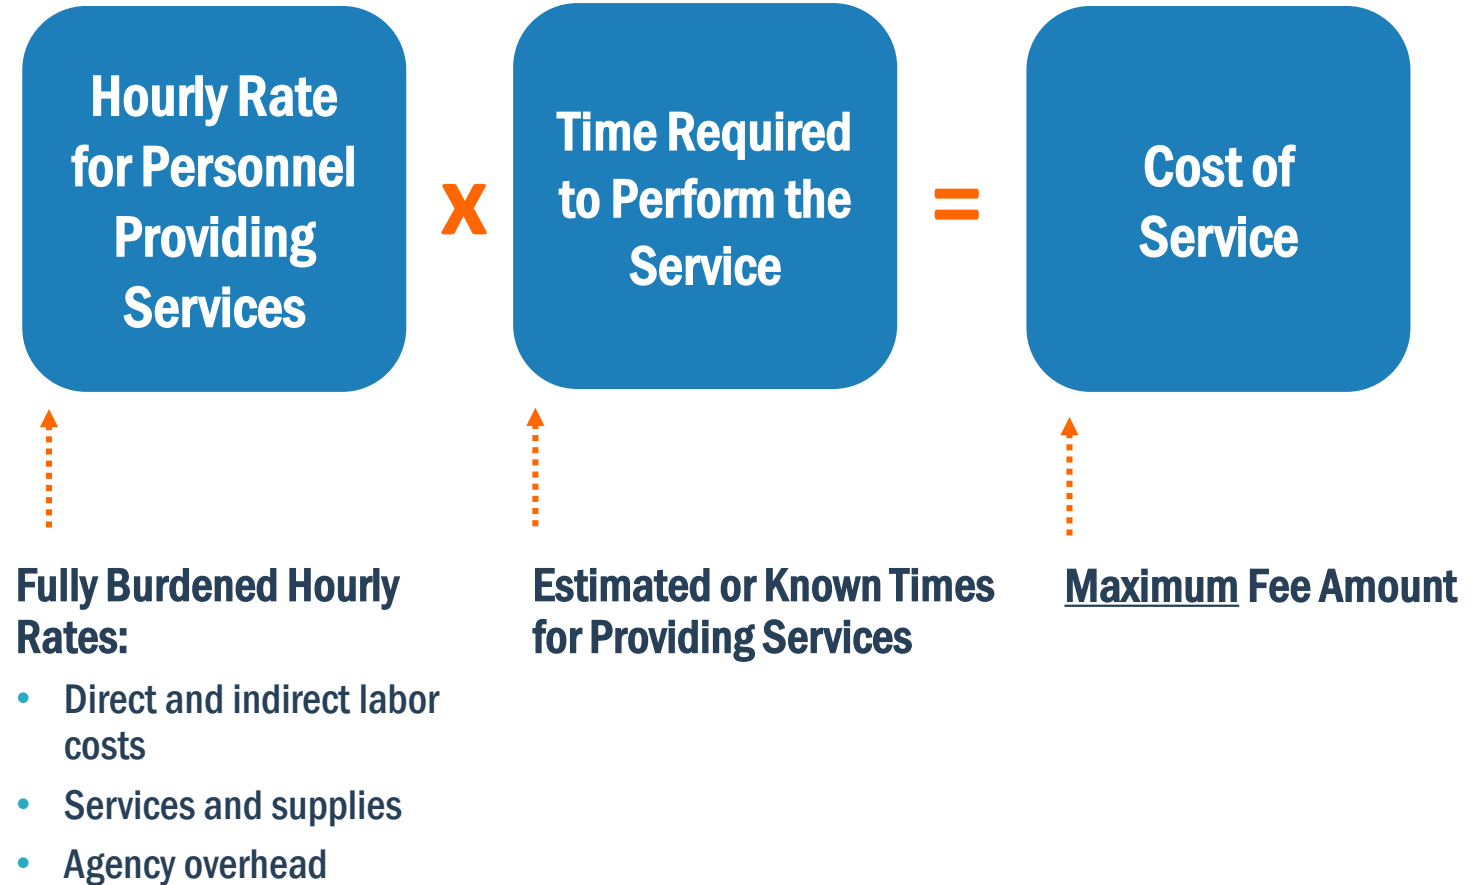 Hourly Rate
for Personnel
Providing
Services
x
Time Required
to Perform the
Service
=
Cost of
Service
Fully Burdened Hourly
Rates:
• Direct and indirect labor
costs
• Services and supplies
• Agency overhead
Estimated or Known Times
for Providing Services
Maximum Fee Amount